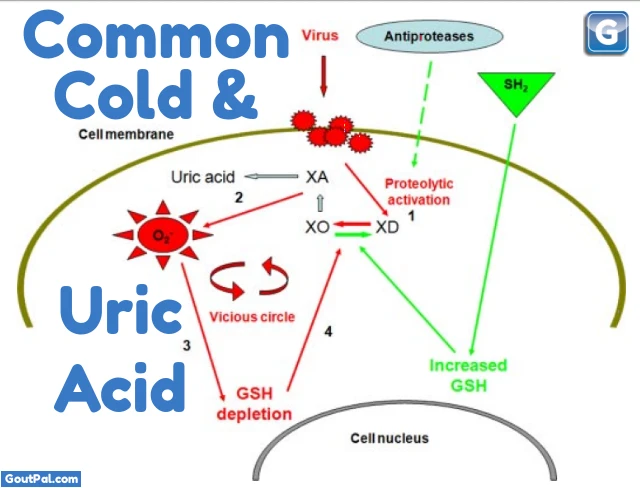 Common
Cold &
Virus
Antiproteases
G
SH2
Cell membrane
Uric acid
XA
Proteolytic
activation
1
2
O2-
XO
XD
Vicious circle
Uric
Acid
3
4
GSH
depletion
Increased
GSH
Cell nucleus
GoutPal.com